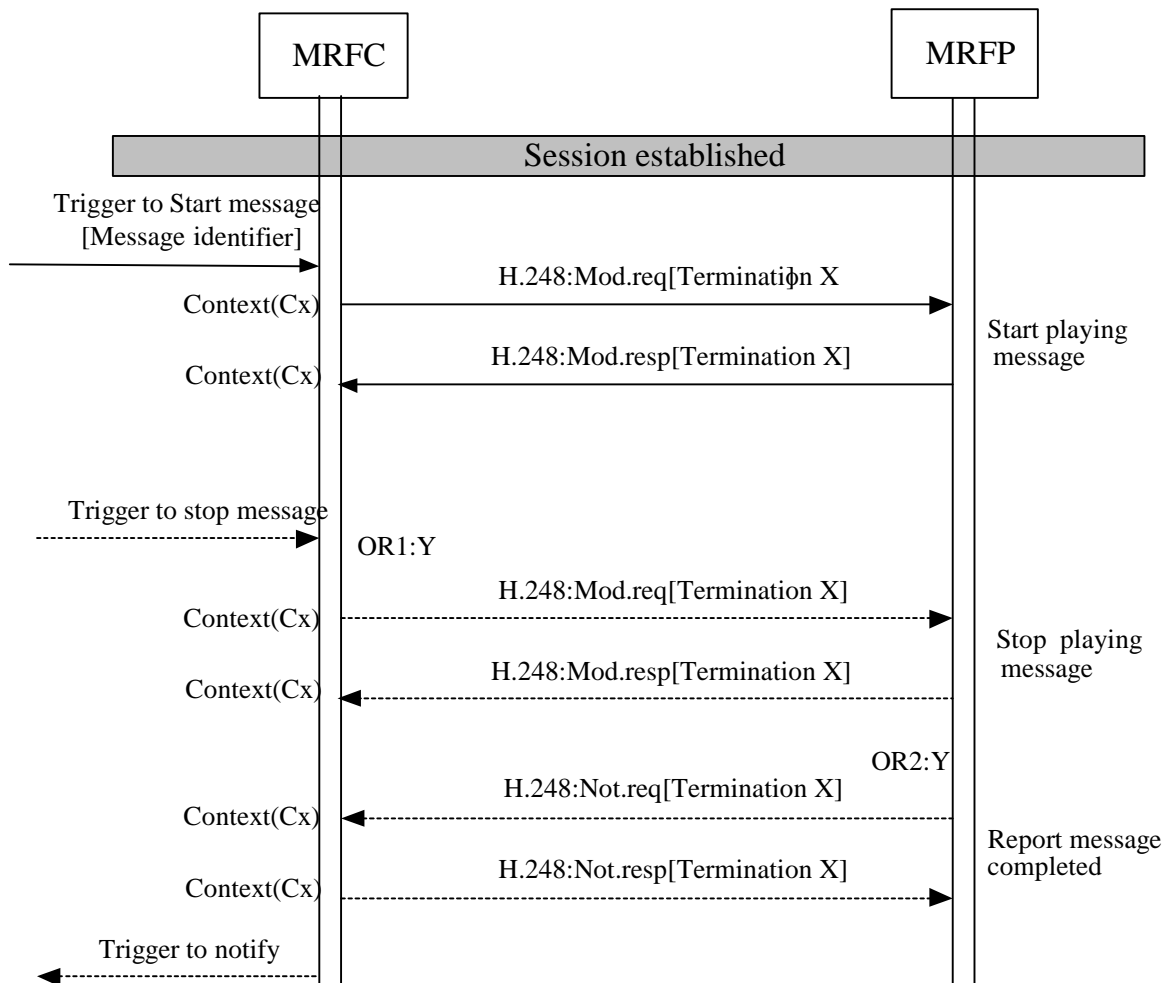 MRFC
MRFP
Session established
Trigger to Start message
[Message identifier]
H.248:Mod.req[Termination X]
Context(Cx)
Start playing
message
H.248:Mod.resp[Termination X]
Context(Cx)
Trigger to stop message
OR1:Y
H.248:Mod.req[Termination X]
Context(Cx)
Stop playing
message
H.248:Mod.resp[Termination X]
Context(Cx)
OR2:Y
H.248:Not.req[Termination X]
Context(Cx)
Report message
completed
H.248:Not.resp[Termination X]
Context(Cx)
Trigger to notify